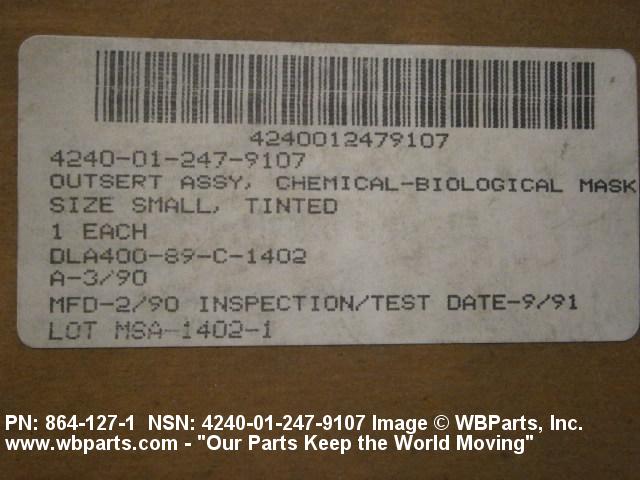 4240012479107
4240-01-247-9107
OUTSERT ASSY, CHEMICAL-BIOLOGICAL MASK
SIZE SMALL, TINTED
1 EACH
DLA400-89-C-1402
A-3/90
MFD-2/90 INSPECTION/TEST DATE-9/91
LOT MSA-1402-1
PN: 864-127-1 NSN: 4240-01-247-9107 Image © WBParts, Inc.
www.wbparts.com - "Our Parts Keep the World Moving"